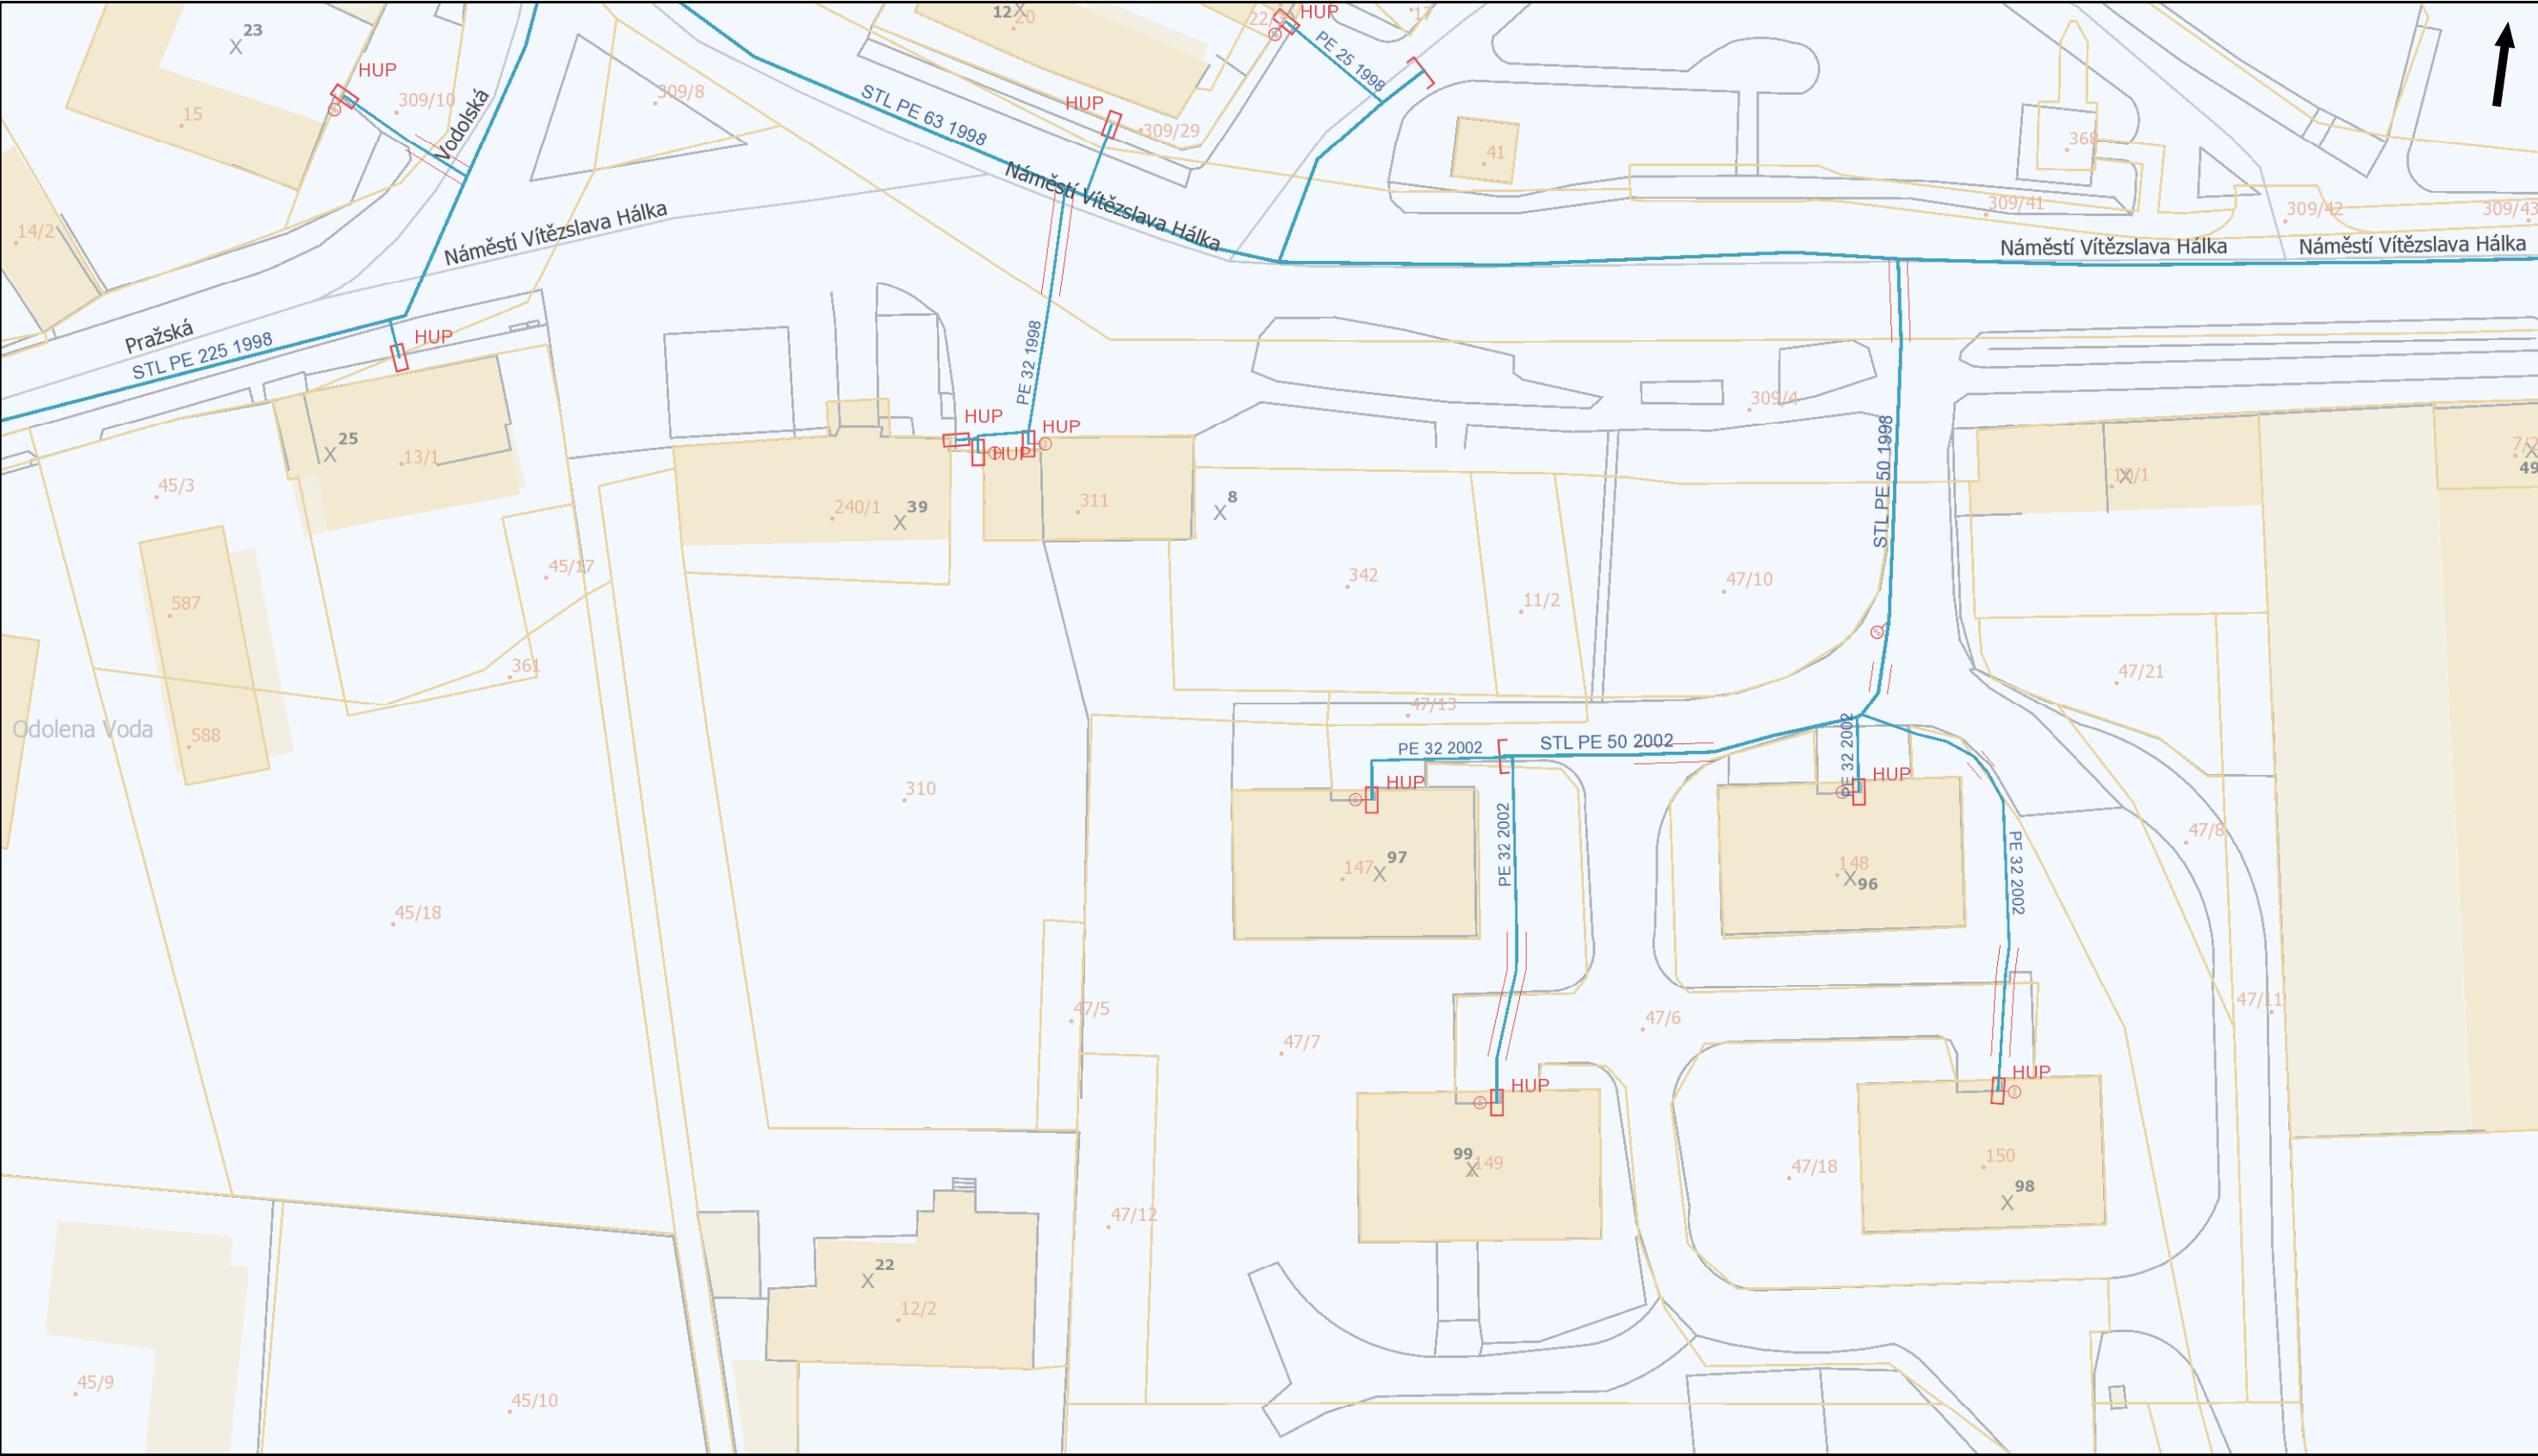 12
20
22/
HUP
17
23
HUP
309/10
15
Vodolská
309/8
STL PE 63 1998
HUP
309/29
PE 25 1998
41
368
14/2
Náměstí Vítězslava Hálka
Náměstí Vítězslava Hálka
309/41
309/42
309/43
Náměstí Vítězslava Hálka
Náměstí Vítězslava Hálka
Pražská
STL PE 225 1998
HUP
PE 32 1998
309/4
25
13/1
HUP
HUP
HUP
STL PE 50 1998
49
10/1
45/3
240/1
39
311
8
45/17
342
11/2
47/10
587
361
47/21
Odolena Voda
588
47/13
PE 32 2002
STL PE 50 2002
PE 32 2002
HUP
HUP
310
PE 32 2002
147
97
148
96
PE 32 2002
47/8
45/18
47/5
47/7
47/6
47/11
HUP
HUP
99
149
47/18
150
98
47/12
22
12/2
45/9
45/10